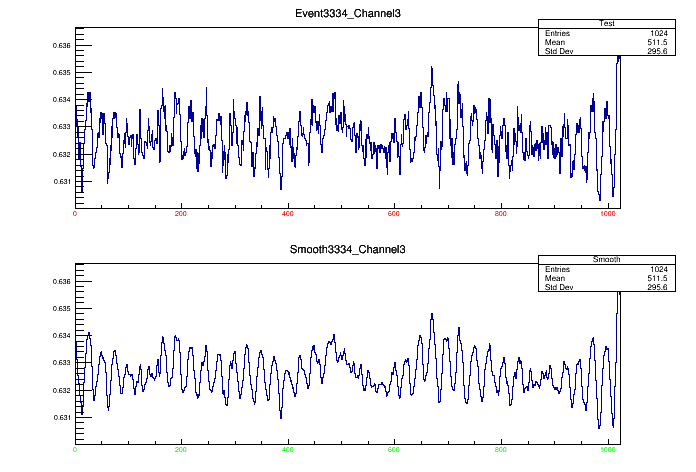 Event3334_Channel3
Test
Entries 1024
Mean 511.5
Std Dev 295.6
0.636
0.635
0.634
0.633
0.632
0.631
0 200 400 600 800 1000
Smooth3334_Channel3
Smooth
Entries 1024
Mean 511.5
Std Dev 295.6
0.636
0.635
0.634
0.633
0.632
0.631
0 200 400 600 800 1000